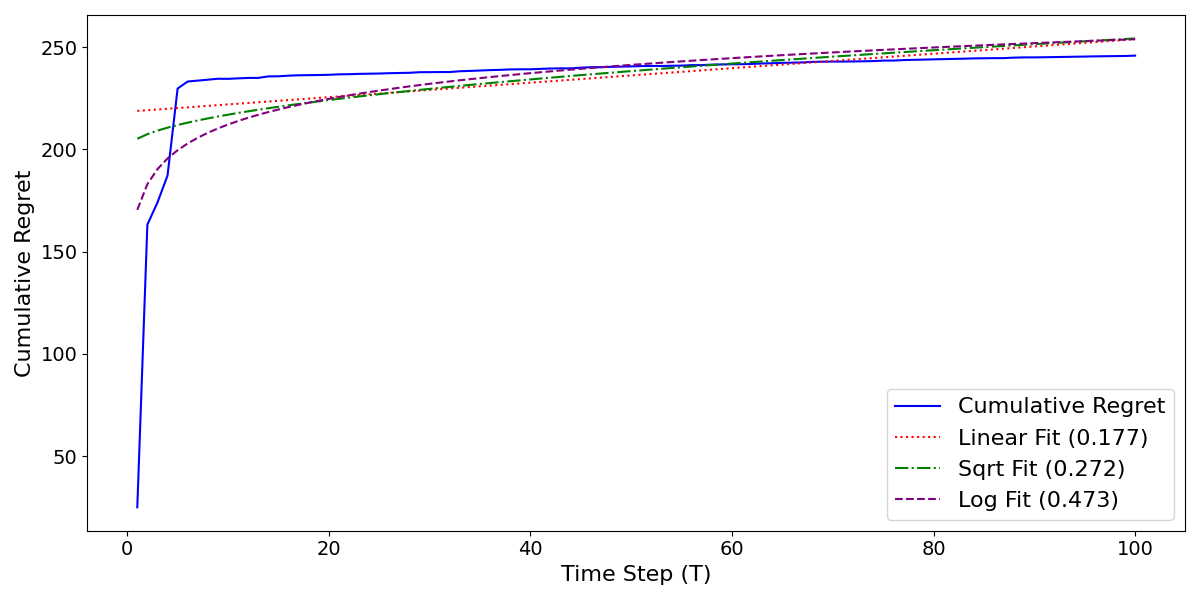 250
200
150
100
50
Cumulative Regret
0
20
40
60
80
100
Time Step (T)
Cumulative Regret
Linear Fit (0.177)
Sqrt Fit (0.272)
Log Fit (0.473)